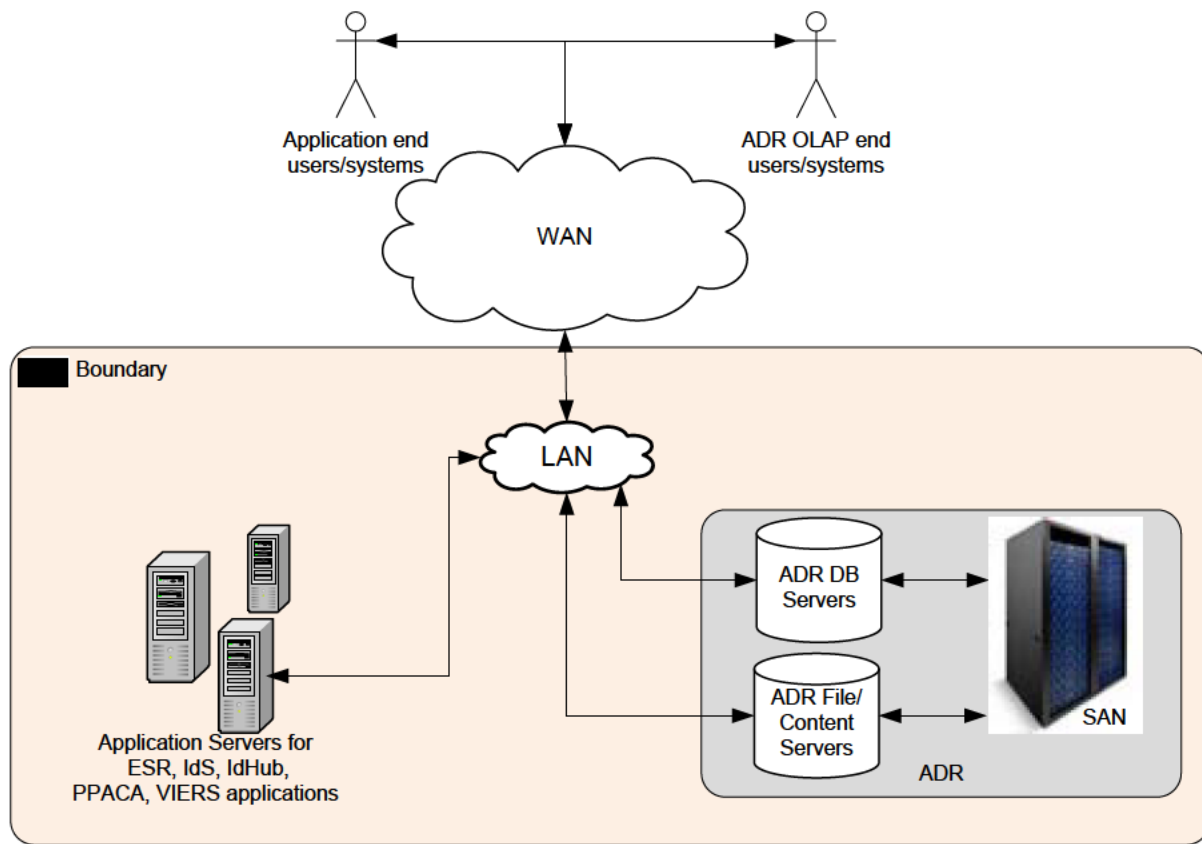 Application end
users/systems
ADR OLAP end
users/systems
WAN
Boundary
LAN
ADR DB
Servers
ADR File/
Content
Servers
SAN
ADR
Application Servers for
ESR, IdS, IdHub,
PPACA, VIERS applications